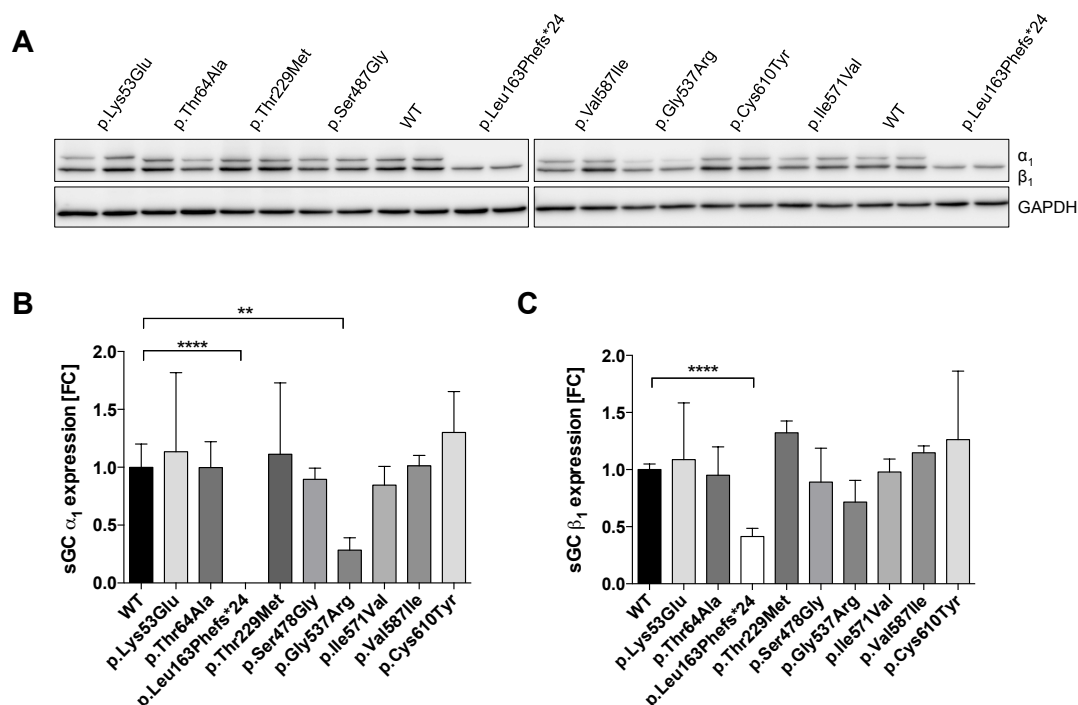 A
p.Lys53Glu
p.Thr64Ala
p.Thr229Met
p.Ser487Gly
WT
p.Leu163Phefs*24
p.Val587Ile
p.Gly537Arg
p.Cys610Tyr
p.Ile571Val
WT
p.Leu163Phefs*24
α1
β1
GAPDH
B
**
****
sGC α1 expression [FC]
2.0
1.5
1.0
0.5
0.0
WT
p.Lys53Glu
p.Thr64Ala
p.Leu163Phefs*24
p.Thr229Met
p.Ser478Gly
p.Gly537Arg
p.Ile571Val
p.Val587Ile
p.Cys610Tyr
C
****
sGC β1 expression [FC]
2.0
1.5
1.0
0.5
0.0
WT
p.Lys53Glu
p.Thr64Ala
p.Leu163Phefs*24
p.Thr229Met
p.Ser478Gly
p.Gly537Arg
p.Ile571Val
p.Val587Ile
p.Cys610Tyr